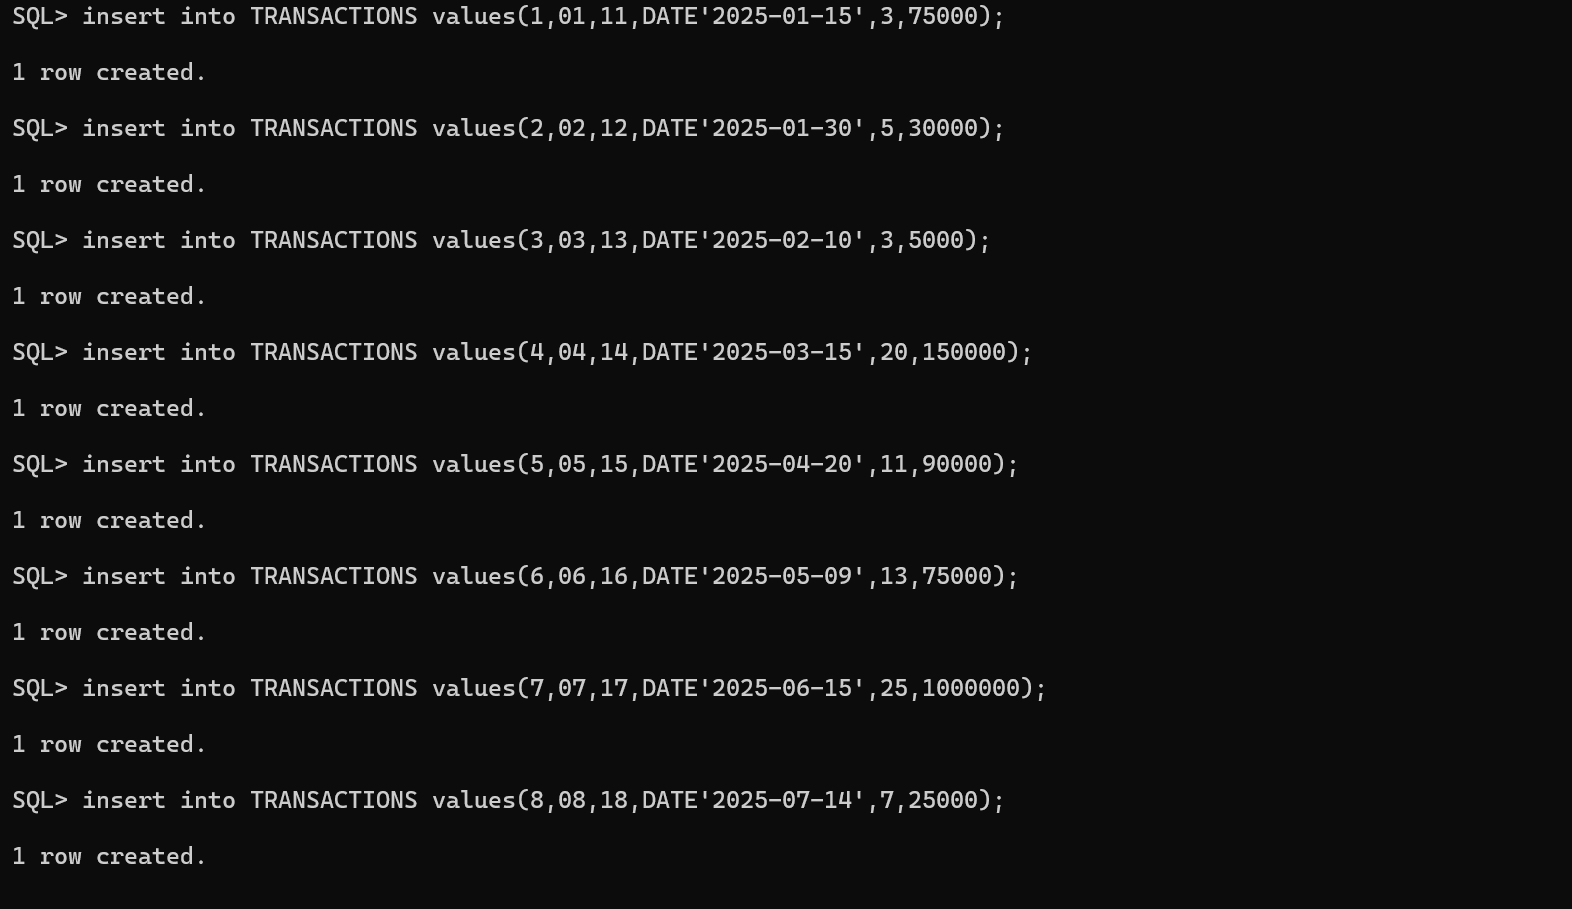 SQL> insert into TRANSACTIONS values(1,01,11,DATE'2025-01-15',3,75000);
1 row created.
SQL> insert into TRANSACTIONS values(2,02,12,DATE'2025-01-30',5,30000);
1 row created.
SQL> insert into TRANSACTIONS values(3,03,13,DATE'2025-02-10',3,5000);
1 row created.
SQL> insert into TRANSACTIONS values(4,04,14,DATE'2025-03-15',20,150000);
1 row created.
SQL> insert into TRANSACTIONS values(5,05,15,DATE'2025-04-20',11,90000);
1 row created.
SQL> insert into TRANSACTIONS values(6,06,16,DATE'2025-05-09',13,75000);
1 row created.
SQL> insert into TRANSACTIONS values(7,07,17,DATE'2025-06-15',25,1000000);
1 row created.
SQL> insert into TRANSACTIONS values(8,08,18,DATE'2025-07-14',7,25000);
1 row created.